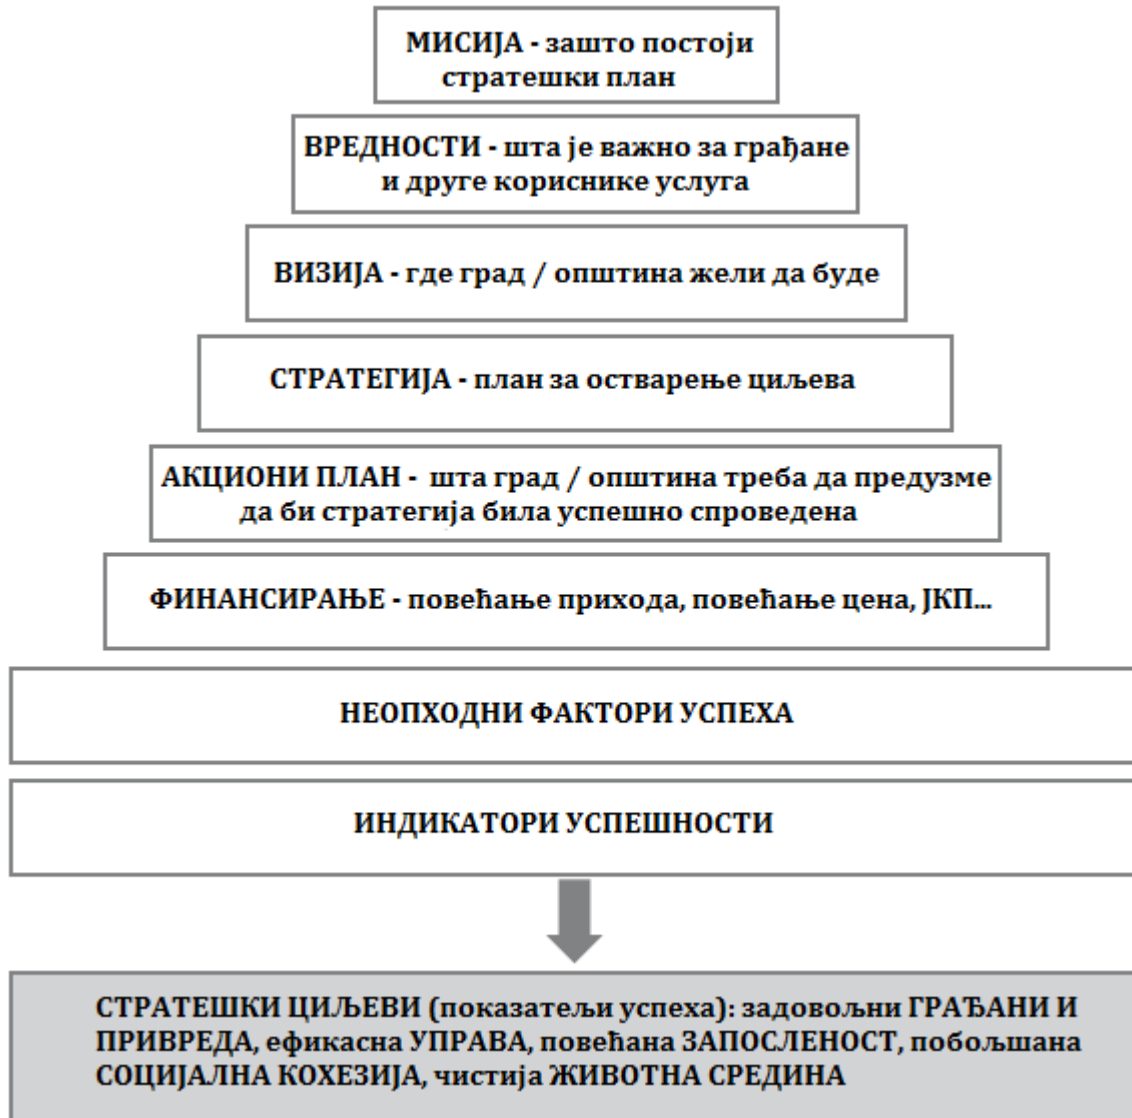 МИСИЈА - зашто постоји
стратешки план
ВРЕДНОСТИ - шта је важно за грађане
и друге кориснике услуга
ВИЗИЈА - где град / општина жели да буде
СТРАТЕГИЈА - план за остварење циљева
АКЦИОНИ ПЛАН - шта град / општина треба да предузме
да би стратегија била успешно спроведена
ФИНАНСИРАЊЕ - повећање прихода, повећање цена, ЈКП...
НЕОПХОДНИ ФАКТОРИ УСПЕХА
ИНДИКАТОРИ УСПЕШНОСТИ
СТРАТЕШКИ ЦИЉЕВИ (показатељи успеха): задовољни ГРАЂАНИ И
ПРИВРЕДА, ефикасна УПРАВА, повећана ЗАПОСЛЕНОСТ, побољшана
СОЦИЈАЛНА КОХЕЗИЈА, чистија ЖИВОТНА СРЕДИНА